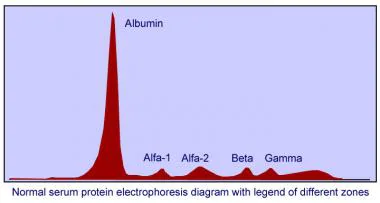 Albumin
Alfa-1 Alfa-2 Beta Gamma
Normal serum protein electrophoresis diagram with legend of different zones